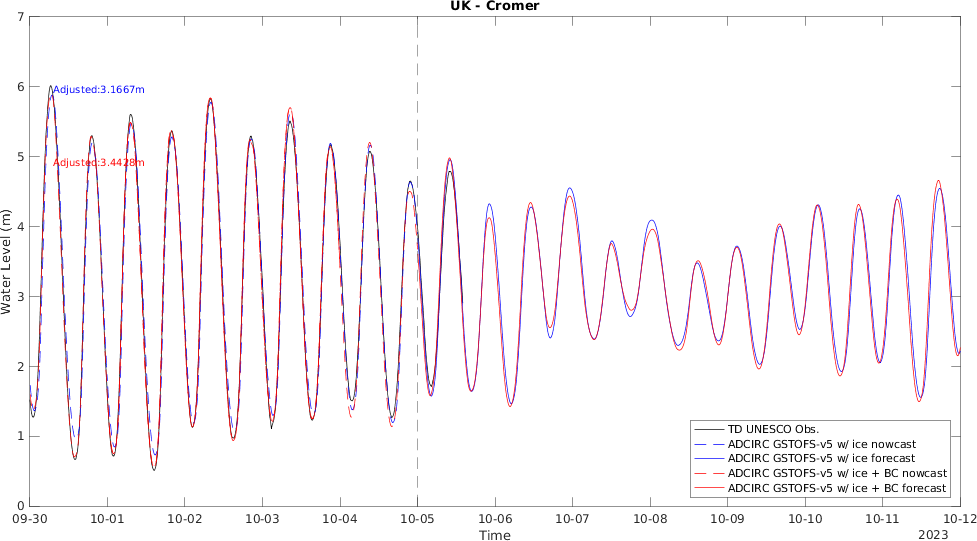 UK - Cromer
7
6
5
4
3
2
1
0
Water Level (m)
Adjusted:3.1667m
Adjusted:3.4428m
TD UNESCO Obs.
ADCIRC GSTOFS-v5 w/ ice nowcast
ADCIRC GSTOFS-v5 w/ ice forecast
ADCIRC GSTOFS-v5 w/ ice + BC nowcast
ADCIRC GSTOFS-v5 w/ ice + BC forecast
09-30 10-01 10-02 10-03 10-04 10-05 10-06 10-07 10-08 10-09 10-10 10-11 10-12
Time
2023